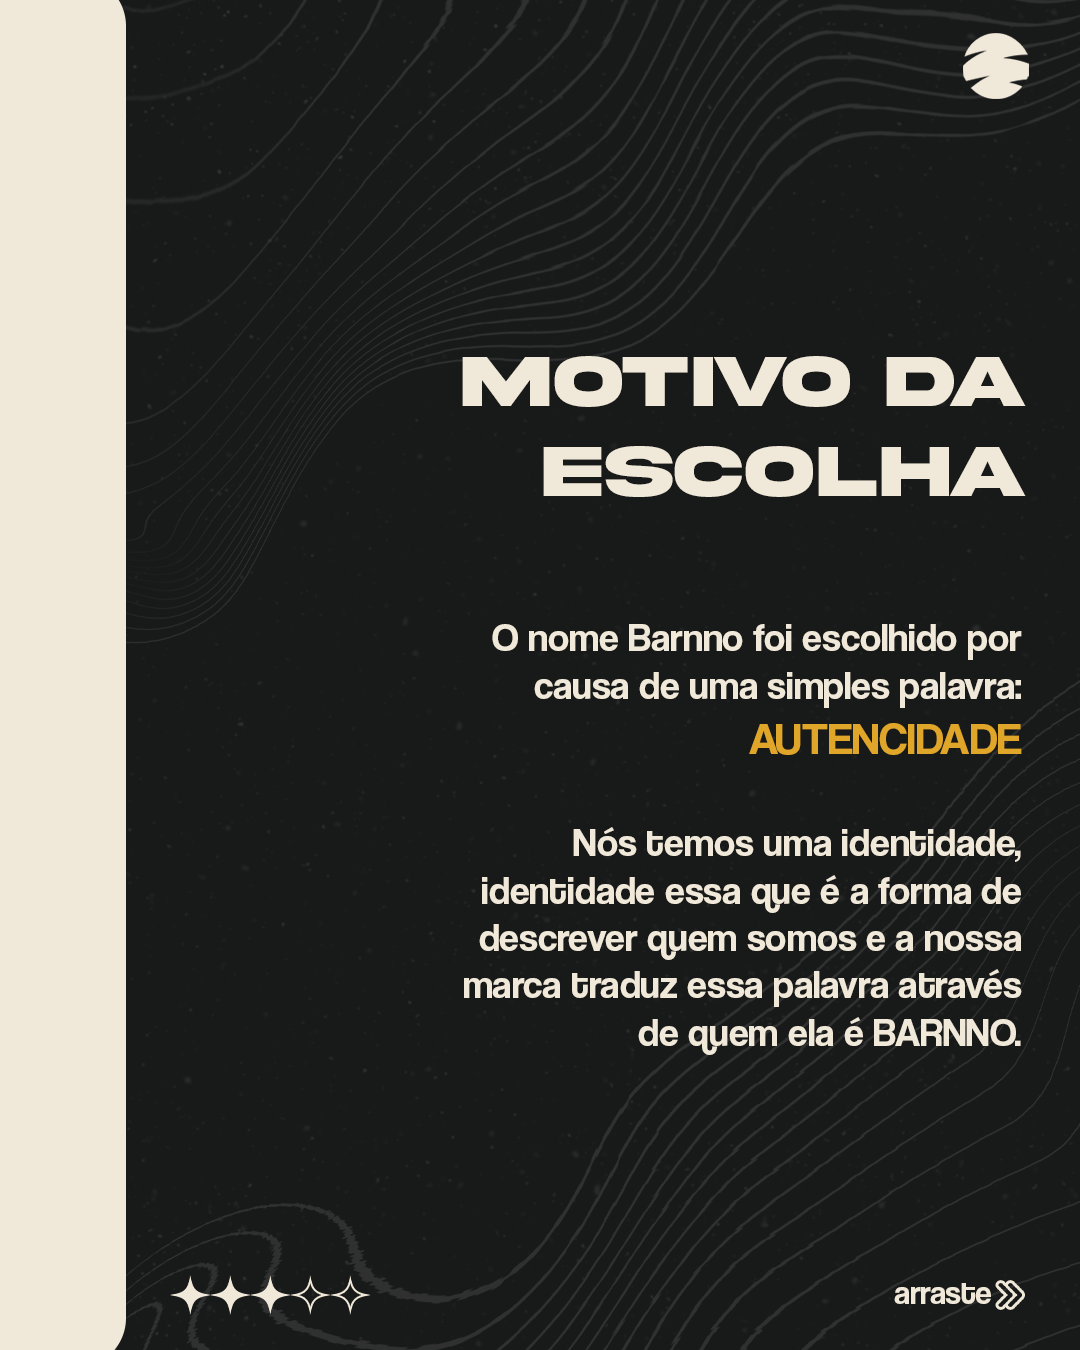 MOTIVO DA
ESCOLHA
O nome Barnno foi escolhido por
causa de uma simples palavra:
AUTENCIDADE
Nós temos uma identidade,
identidade essa que é a forma de
descrever quem somos e a nossa
marca traduz essa palavra através
de quem ela é BARNNO.
arraste